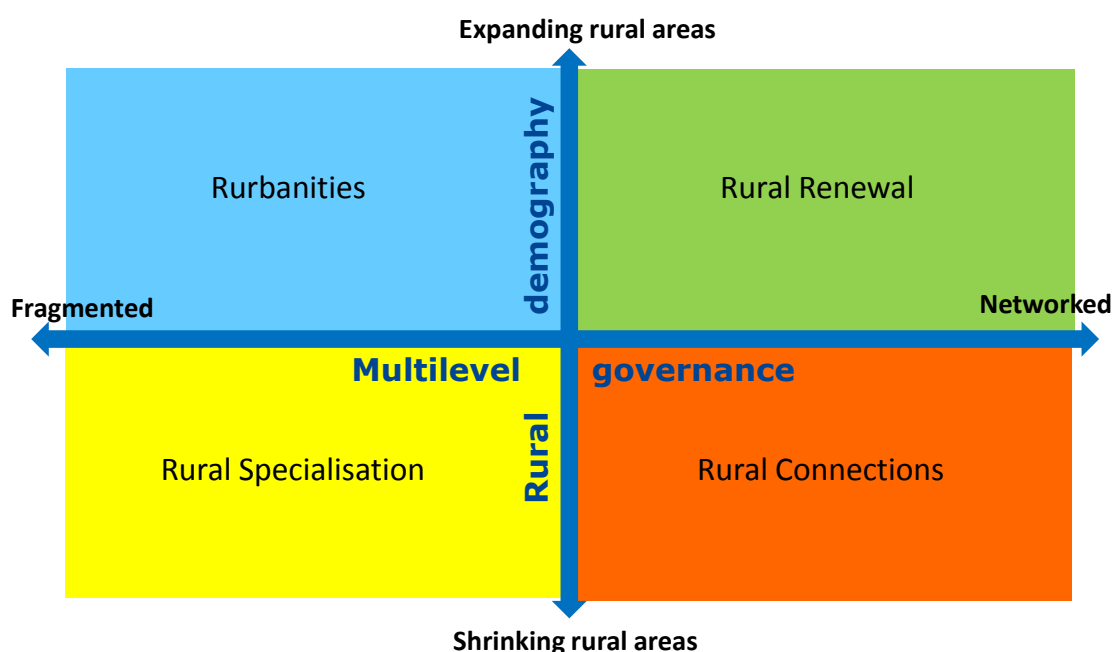 Expanding rural areas
Rurbanities
Rural Renewal
demography
Fragmented
Networked
Multilevel governance
Rural
Rural Specialisation
Rural Connections
Shrinking rural areas